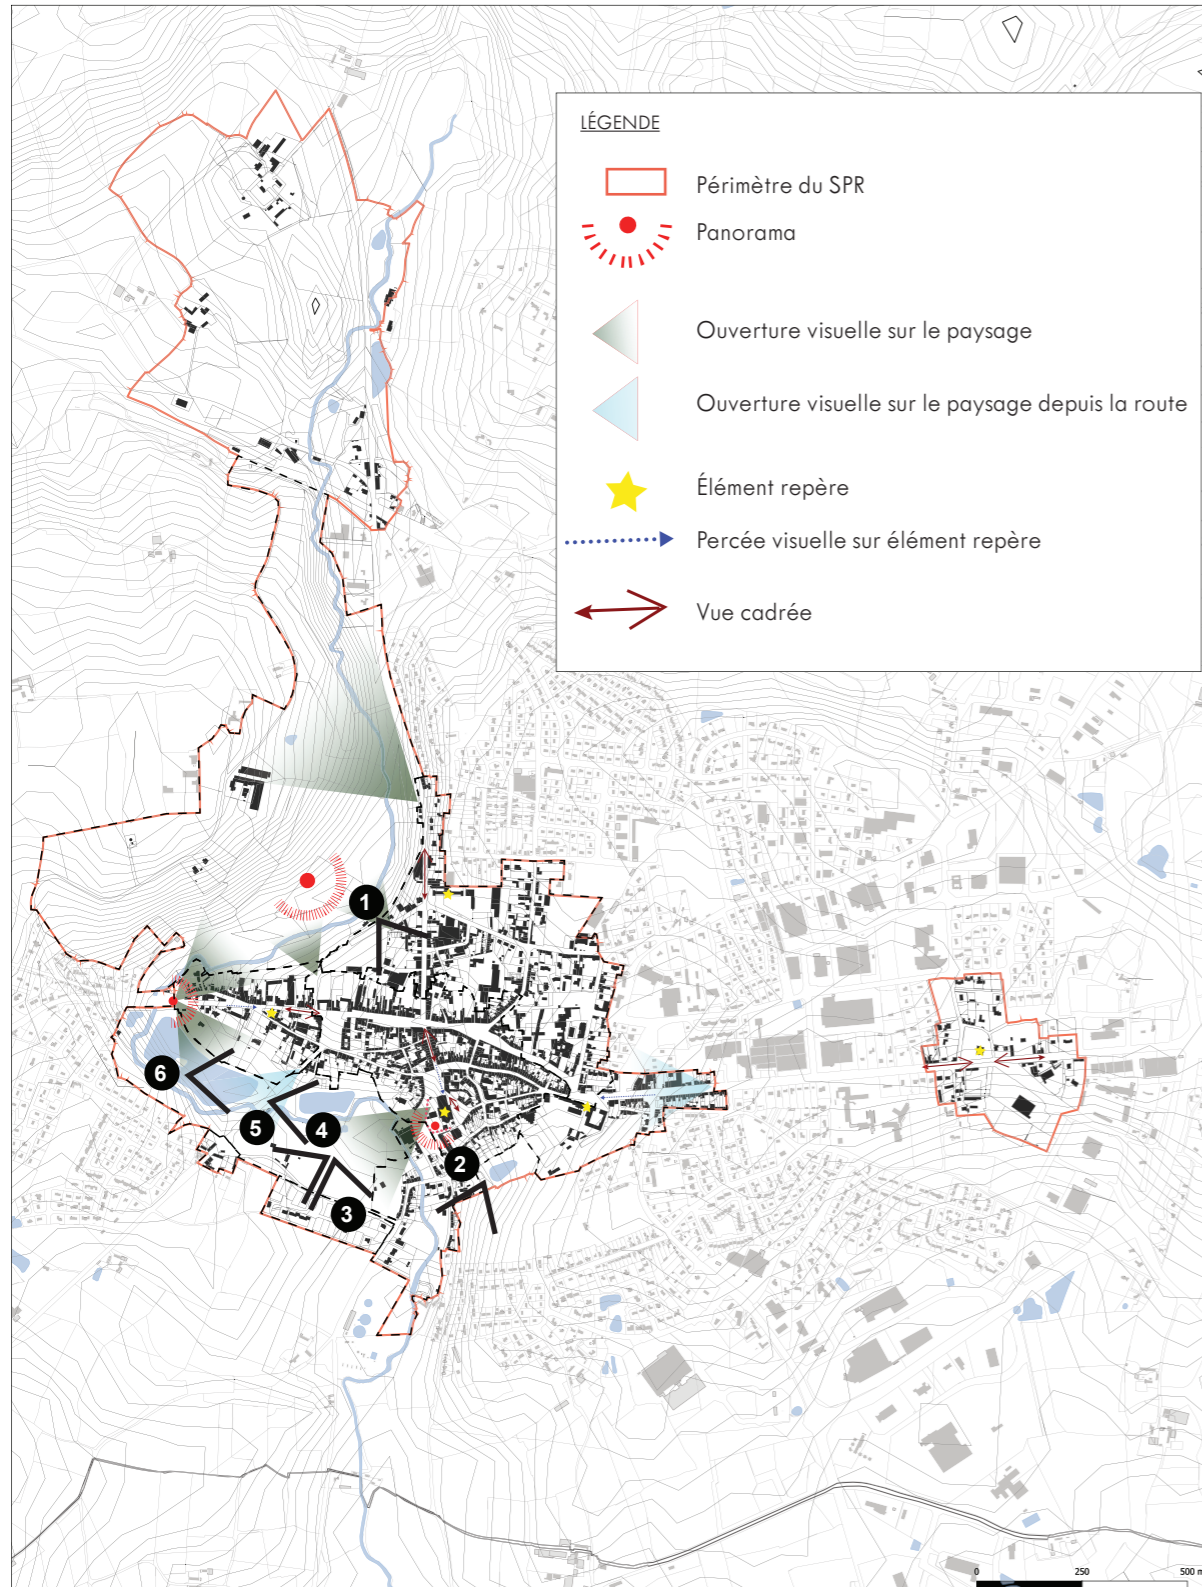 LÉGENDE
Périmètre du SPR
Panorama
Ouverture visuelle sur le paysage
Ouverture visuelle sur le paysage depuis la route
Élément repère
Percée visuelle sur élément repère
Vue cadrée
1
2
6
5
4
3
0 250 500 m